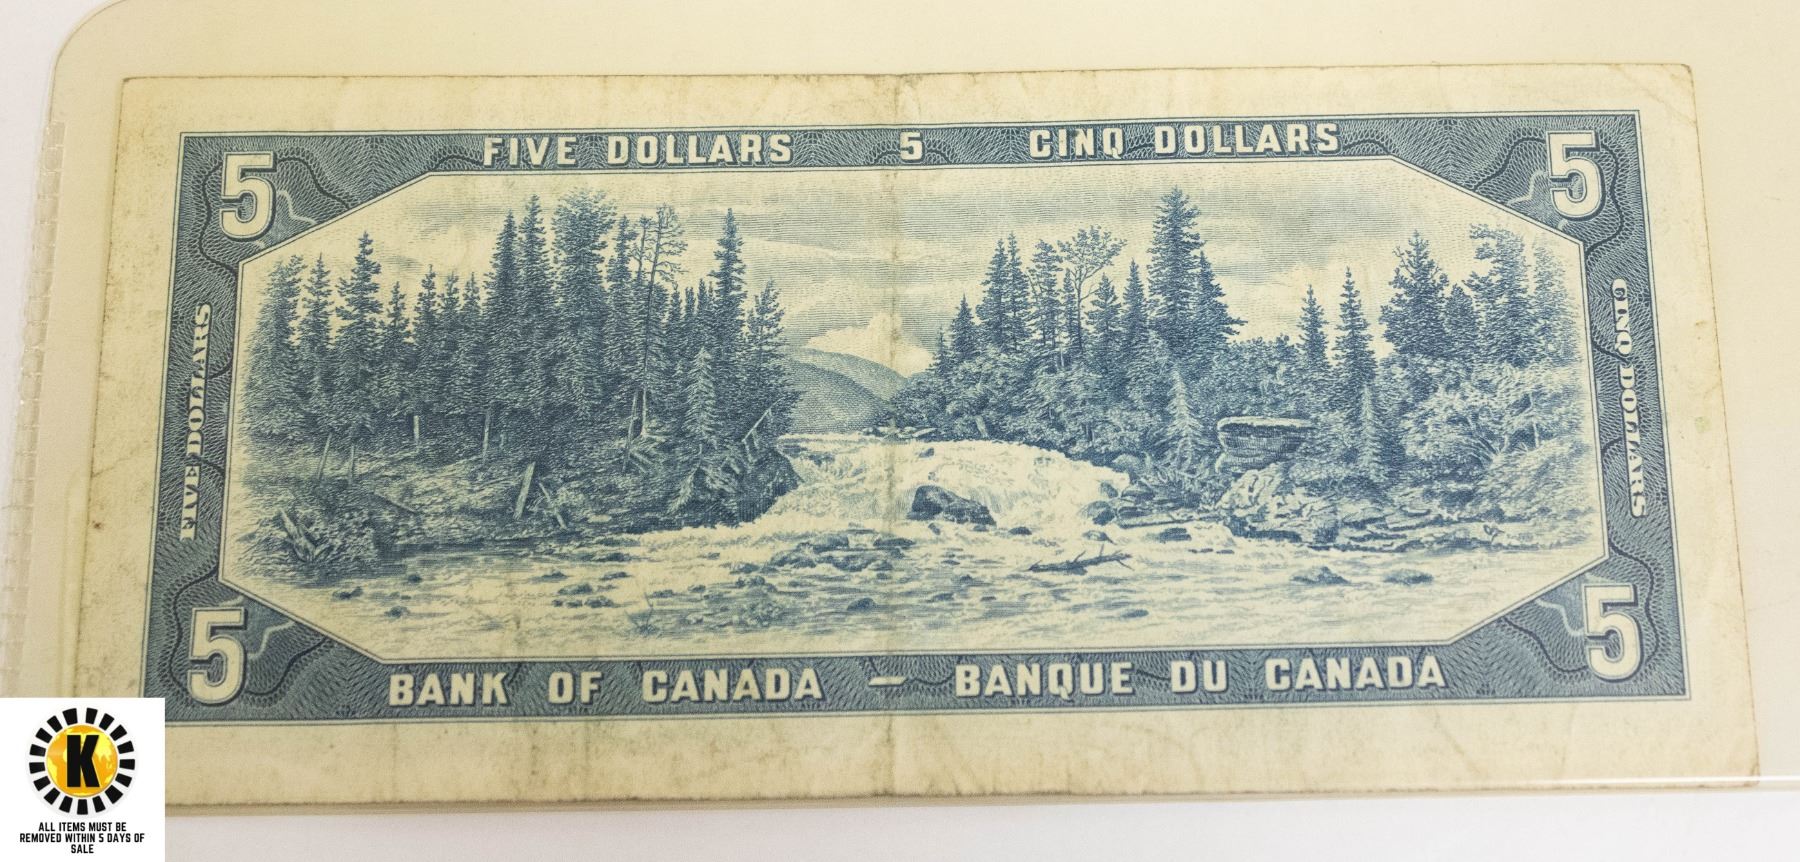 FIVE DOLLARS 5 CINQ DOLLARS
5 5
FIVE DOLLARS
CINQ DOLLARS
5 5
BANK OF CANADA – BANQUE DU CANADA
K
ALL ITEMS MUST BE
REMOVED WITHIN 5 DAYS OF
SALE